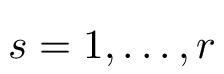 s = 1, . . . , r